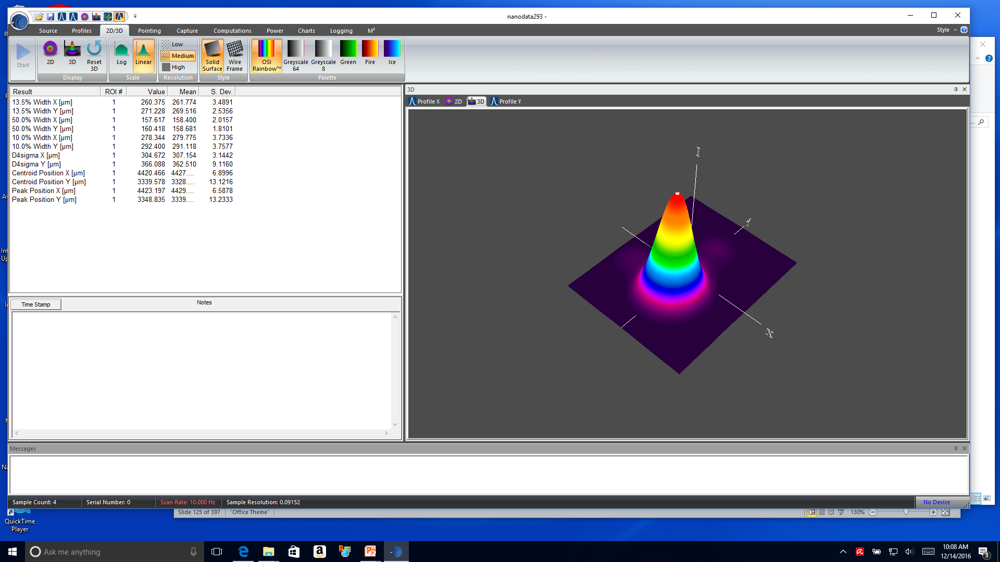 nanodata293 -
Source Profiles 2D/3D Pointing Capture Computations Power Charts Logging M²
Style
Start
2D 3D Reset 3D
Display
Log Linear
Scale
Low
Medium
High
Resolution
Solid Surface Wire Frame
Style
OSI Rainbow™ Greyscale 64 Greyscale 8 Green Fire Ice
Palette
Result ROI # Value Mean S. Dev.
13.5% Width X [µm] 1 260.375 261.774 3.4891
13.5% Width Y [µm] 1 271.228 269.516 2.5356
50.0% Width X [µm] 1 157.617 158.400 2.0157
50.0% Width Y [µm] 1 160.418 158.681 1.8101
10.0% Width X [µm] 1 278.344 279.775 3.7336
10.0% Width Y [µm] 1 292.400 291.118 3.7577
D4sigma X [µm] 1 304.672 307.154 3.1442
D4sigma Y [µm] 1 366.088 362.510 9.1160
Centroid Position X [µm] 1 4420.466 4427.... 6.8996
Centroid Position Y [µm] 1 3339.578 3328.... 13.1216
Peak Position X [µm] 1 4423.197 4429.... 6.5878
Peak Position Y [µm] 1 3348.835 3339.... 13.2333
Time Stamp
Notes
3D
Profile X 2D 3D Profile Y
X
Messages
Sample Count: 4 Serial Number: 0 Scan Rate: 10.000 Hz Sample Resolution: 0.09152
No Device
Slide 125 of 397 "Office Theme" 130%
QuickTime
Player
Ask me anything
10:08 AM
12/14/2016
3